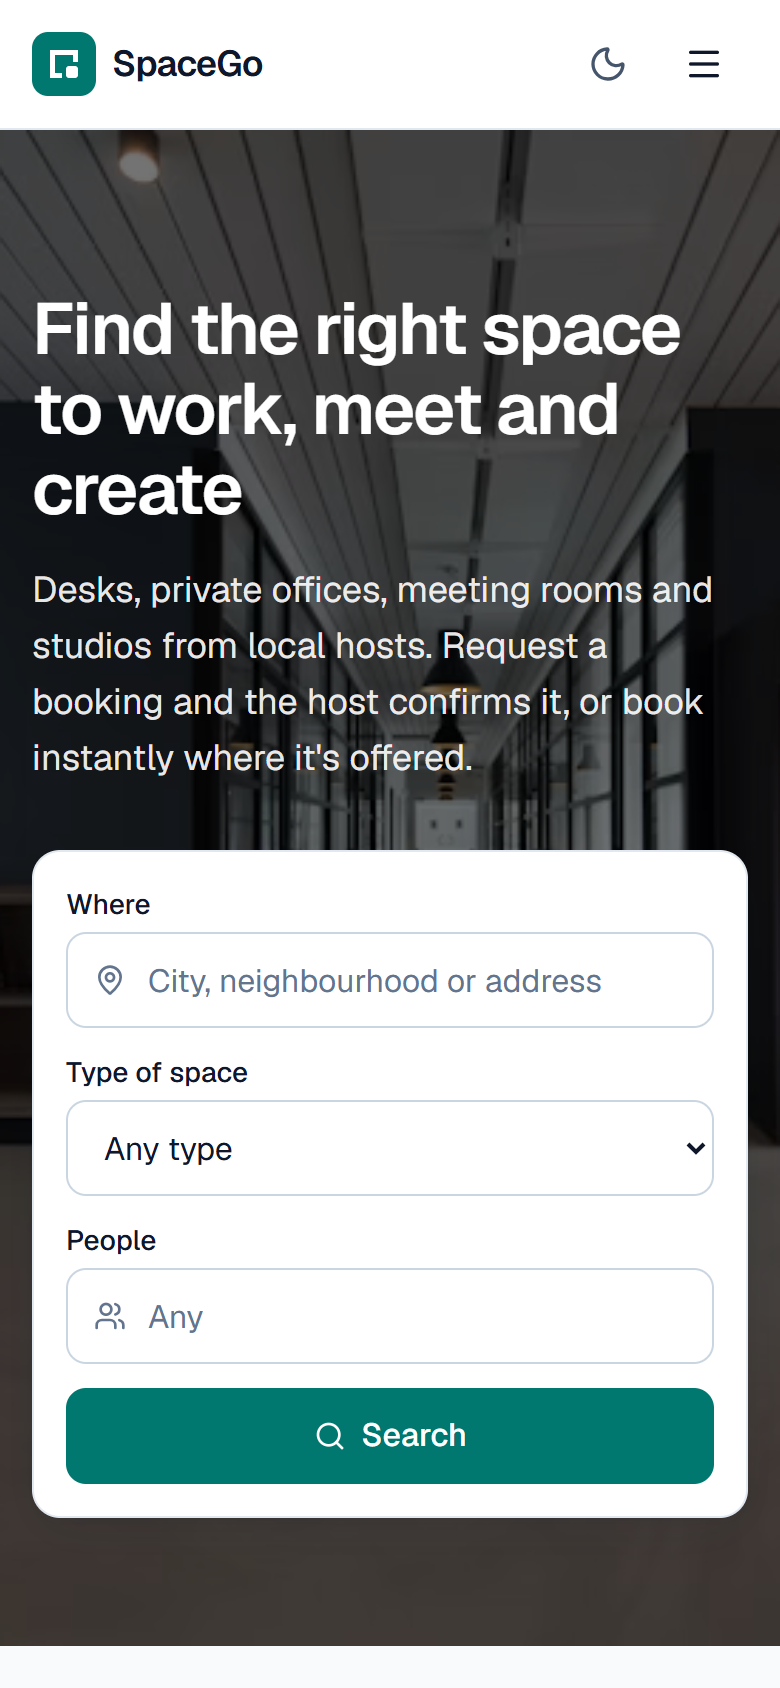 SpaceGo
Find the right space
to work, meet and
create
Desks, private offices, meeting rooms and
studios from local hosts. Request a
booking and the host confirms it, or book
instantly where it's offered.
Where
City, neighbourhood or address
Type of space
Any type
People
Any
Search